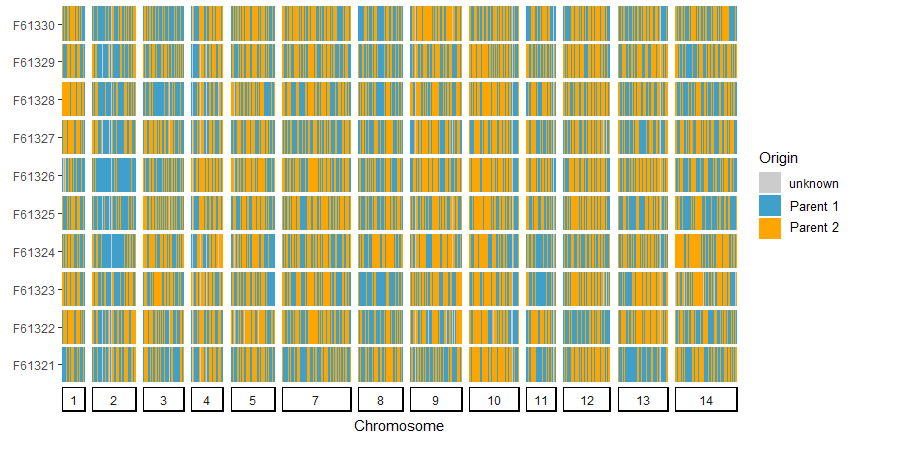 F61330
F61329
F61328
F61327
F61326
F61325
F61324
F61323
F61322
F61321
1 2 3 4 5 7 8 9 10 11 12 13 14
Chromosome
Origin
unknown
Parent 1
Parent 2